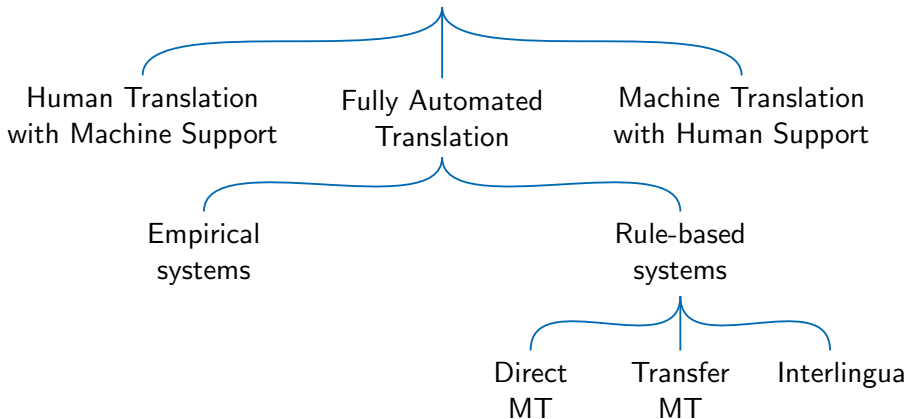 Human Translation
with Machine Support
Fully Automated
Translation
Machine Translation
with Human Support
Empirical
systems
Rule-based
systems
Direct
MT
Transfer
MT
Interlingua